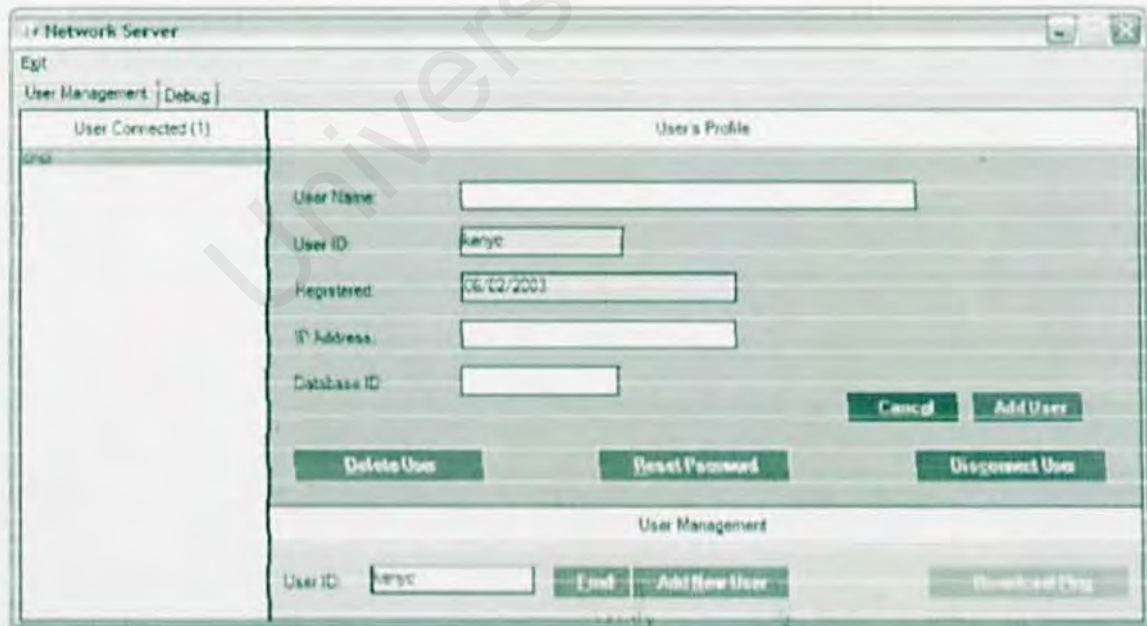 Network Server
Exit
User Management Debug
User Connected (1) User's Profile
User Name:
User ID: kenyc
Registered: 06/02/2003
IP Address:
Database ID:
Cancel Add User
Delete User Reset Password Disconnect User
User Management
User ID: kenyc Find Add New User
Univers